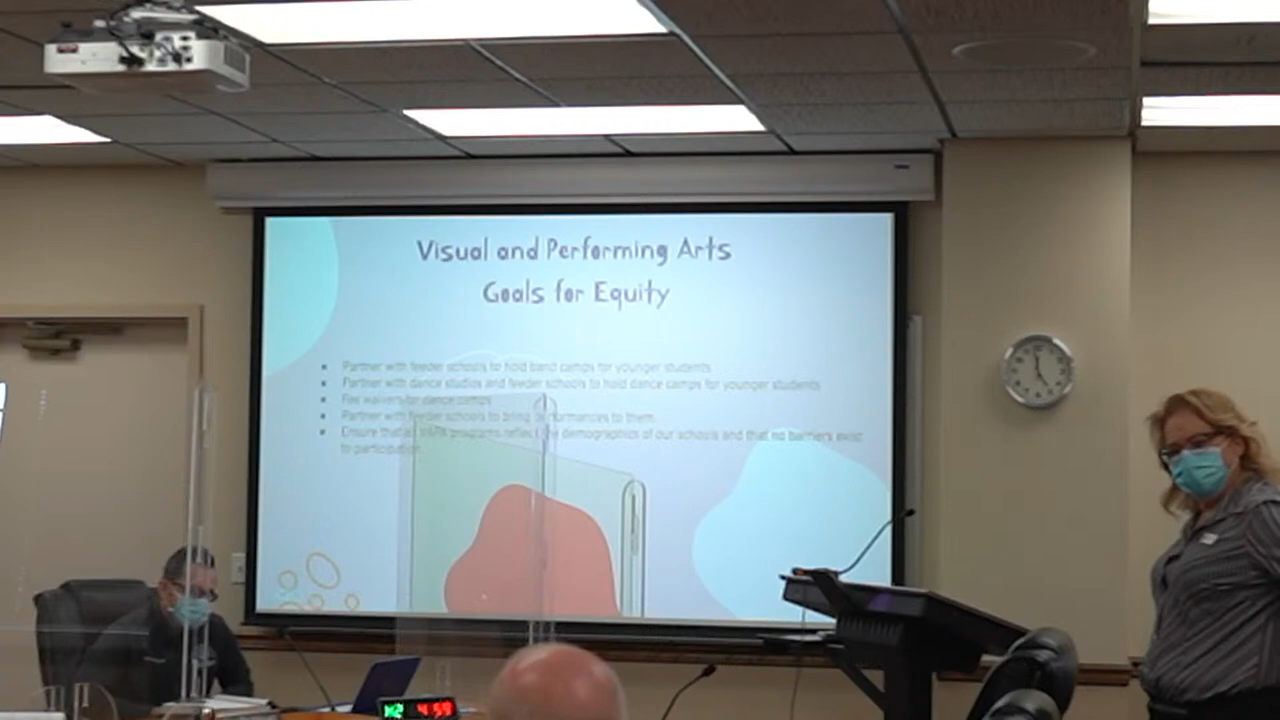 Visual and Performing Arts
Goals for Equity
Partner with feeder schools to hold band camps for younger students
Partner with dance studios and feeder schools to hold dance camps for younger students
Fee waivers for dance camps
Partner with feeder schools to bring performances to them
Ensure that all VAPA programs reflect the demographics of our schools and that no barriers exist
to participation
4:59